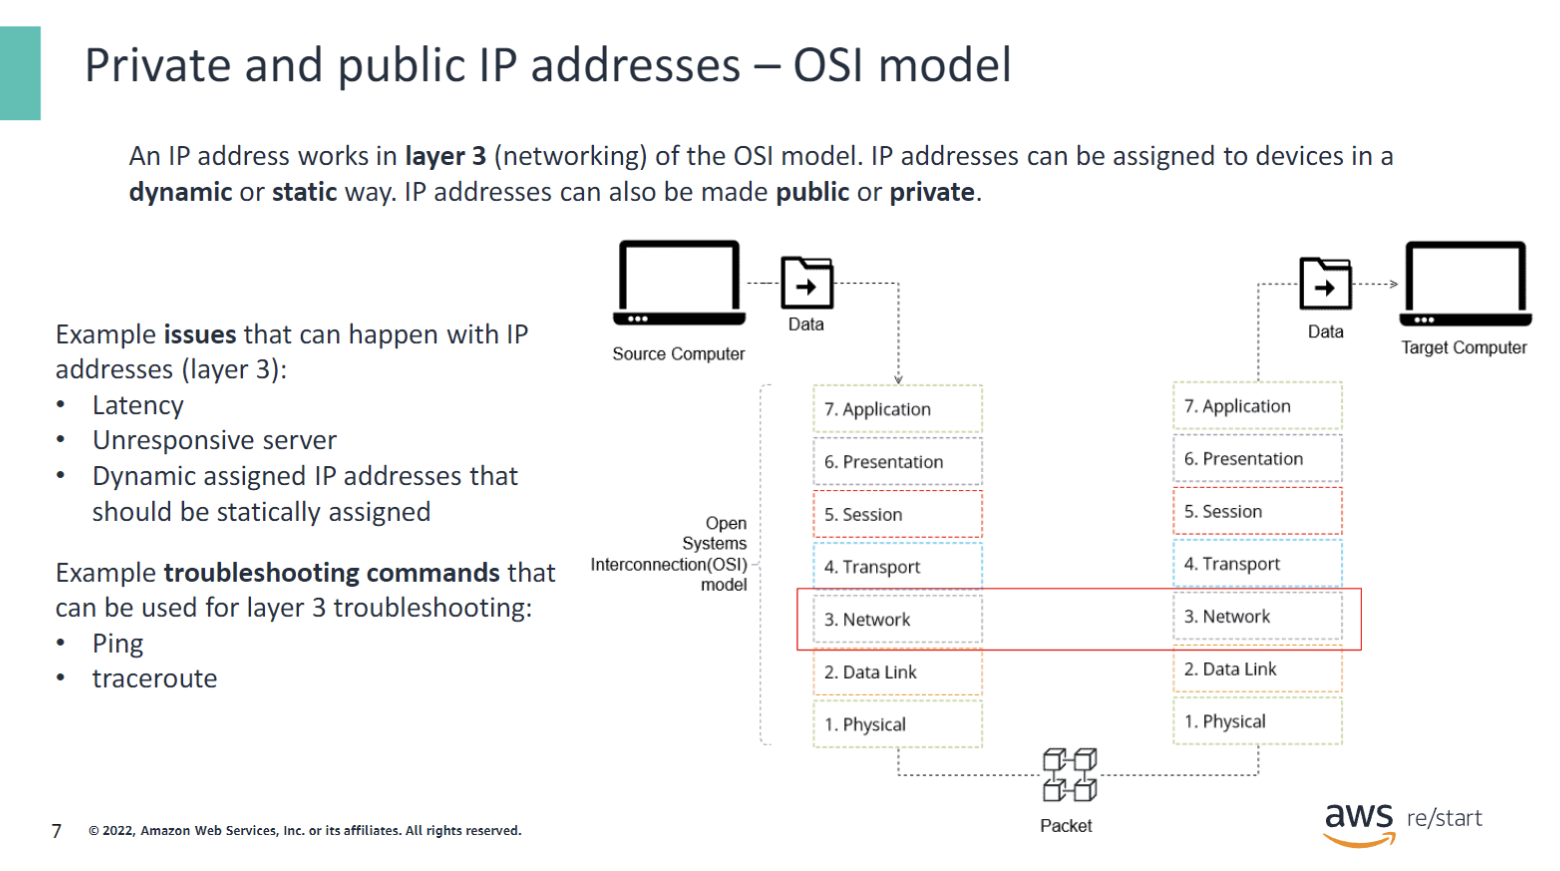 Private and public IP addresses – OSI model
An IP address works in layer 3 (networking) of the OSI model. IP addresses can be assigned to devices in a
dynamic or static way. IP addresses can also be made public or private.
Example issues that can happen with IP
addresses (layer 3):
• Latency
• Unresponsive server
• Dynamic assigned IP addresses that
should be statically assigned
Example troubleshooting commands that
can be used for layer 3 troubleshooting:
• Ping
• traceroute
Source Computer
Data
Open
Systems
Interconnection(OSI)
model
7. Application
6. Presentation
5. Session
4. Transport
3. Network
2. Data Link
1. Physical
Packet
Data
Target Computer
7. Application
6. Presentation
5. Session
4. Transport
3. Network
2. Data Link
1. Physical
7
© 2022, Amazon Web Services, Inc. or its affiliates. All rights reserved.
aws re/start